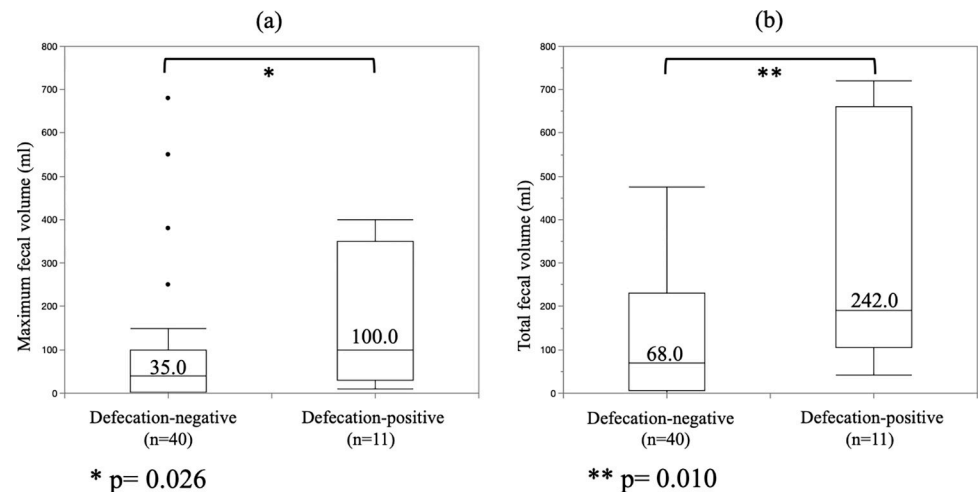 (a)
Maximum fecal volume (ml)
800
700
600
500
400
300
200
100
0
*
35.0
100.0
Defecation-negative
(n=40)
Defecation-positive
(n=11)
* p= 0.026
(b)
Total fecal volume (ml)
800
700
600
500
400
300
200
100
0
**
68.0
242.0
Defecation-negative
(n=40)
Defecation-positive
(n=11)
** p= 0.010